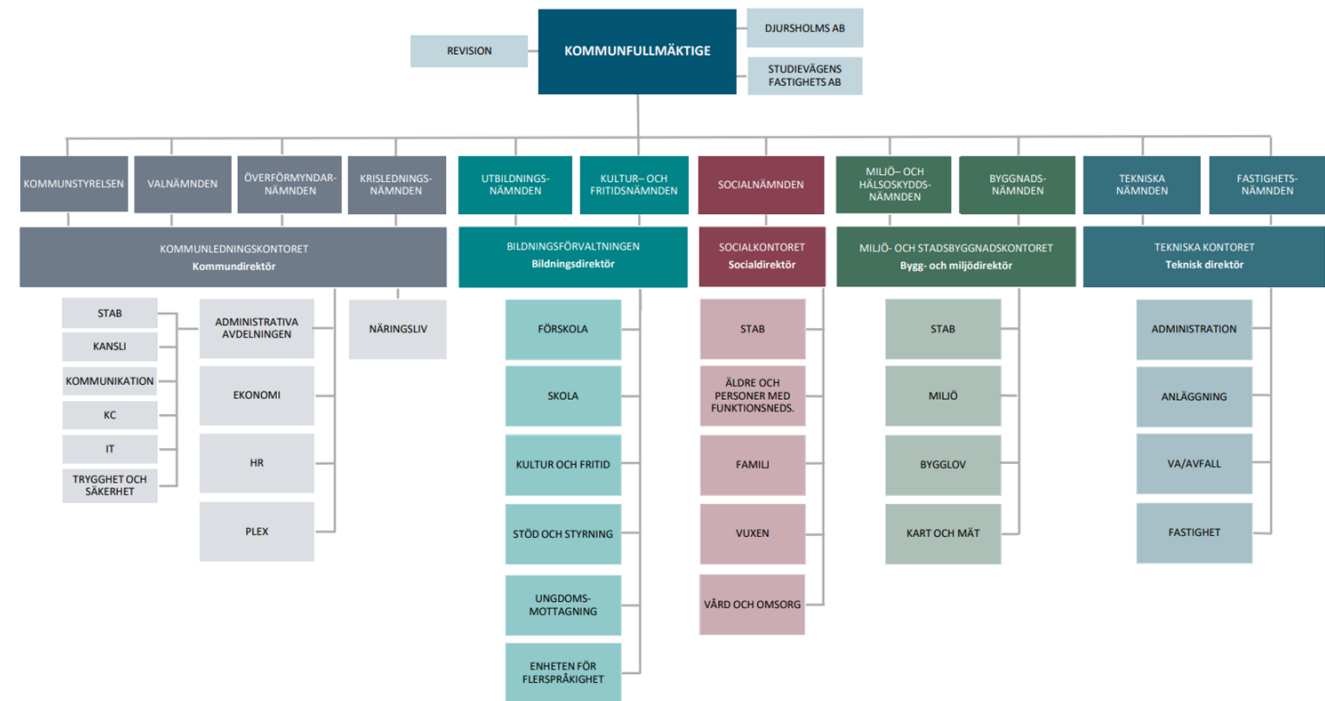 DJURSHOLMS AB
REVISION
KOMMUNFULLMÄKTIGE
STUDIEVÄGENS
FASTIGHETS AB
KOMMUNSTYRELSEN
VALNÄMNDEN
ÖVERFÖRMYNDAR-
NÄMNDEN
KRISLEDNINGS-
NÄMNDEN
UTBILDNINGS-
NÄMNDEN
KULTUR– OCH
FRITIDSNÄMNDEN
SOCIALNÄMNDEN
MILJÖ– OCH
HÄLSOSKYDDS-
NÄMNDEN
BYGGNADS-
NÄMNDEN
TEKNISKA
NÄMNDEN
FASTIGHETS-
NÄMNDEN
KOMMUNLEDNINGSKONTORET
Kommundirektör
BILDNINGSFÖRVALTNINGEN
Bildningsdirektör
SOCIALKONTORET
Socialdirektör
MILJÖ- OCH STADSBYGGNADSKONTORET
Bygg- och miljödirektör
TEKNISKA KONTORET
Teknisk direktör
STAB
KANSLI
KOMMUNIKATION
KC
IT
TRYGGHET OCH
SÄKERHET
ADMINISTRATIVA
AVDELNINGEN
EKONOMI
HR
PLEX
NÄRINGSLIV
FÖRSKOLA
SKOLA
KULTUR OCH FRITID
STÖD OCH STYRNING
UNGDOMS-
MOTTAGNING
ENHETEN FÖR
FLERSPRÅKIGHET
STAB
ÄLDRE OCH
PERSONER MED
FUNKTIONSNEDS.
FAMILJ
VUXEN
VÅRD OCH OMSORG
STAB
MILJÖ
BYGGLOV
KART OCH MÄT
ADMINISTRATION
ANLÄGGNING
VA/AVFALL
FASTIGHET